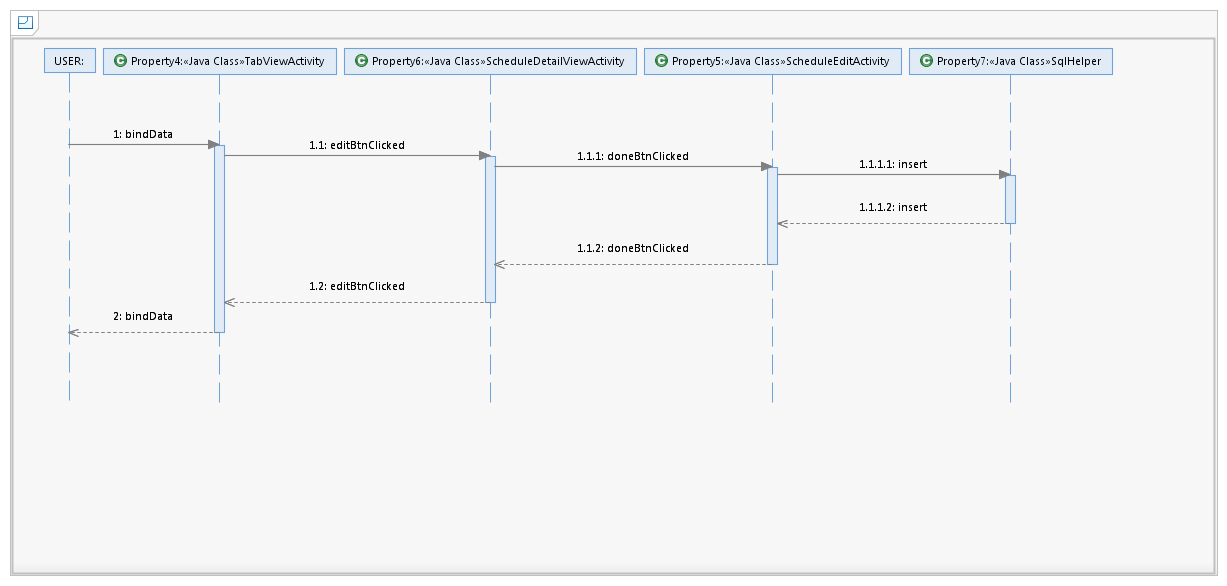 USER:
C Property4:«Java Class»TabViewActivity
C Property6:«Java Class»ScheduleDetailViewActivity
C Property5:«Java Class»ScheduleEditActivity
C Property7:«Java Class»SqlHelper
1: bindData
1.1: editBtnClicked
1.1.1: doneBtnClicked
1.1.1.1: insert
1.1.1.2: insert
1.1.2: doneBtnClicked
1.2: editBtnClicked
2: bindData